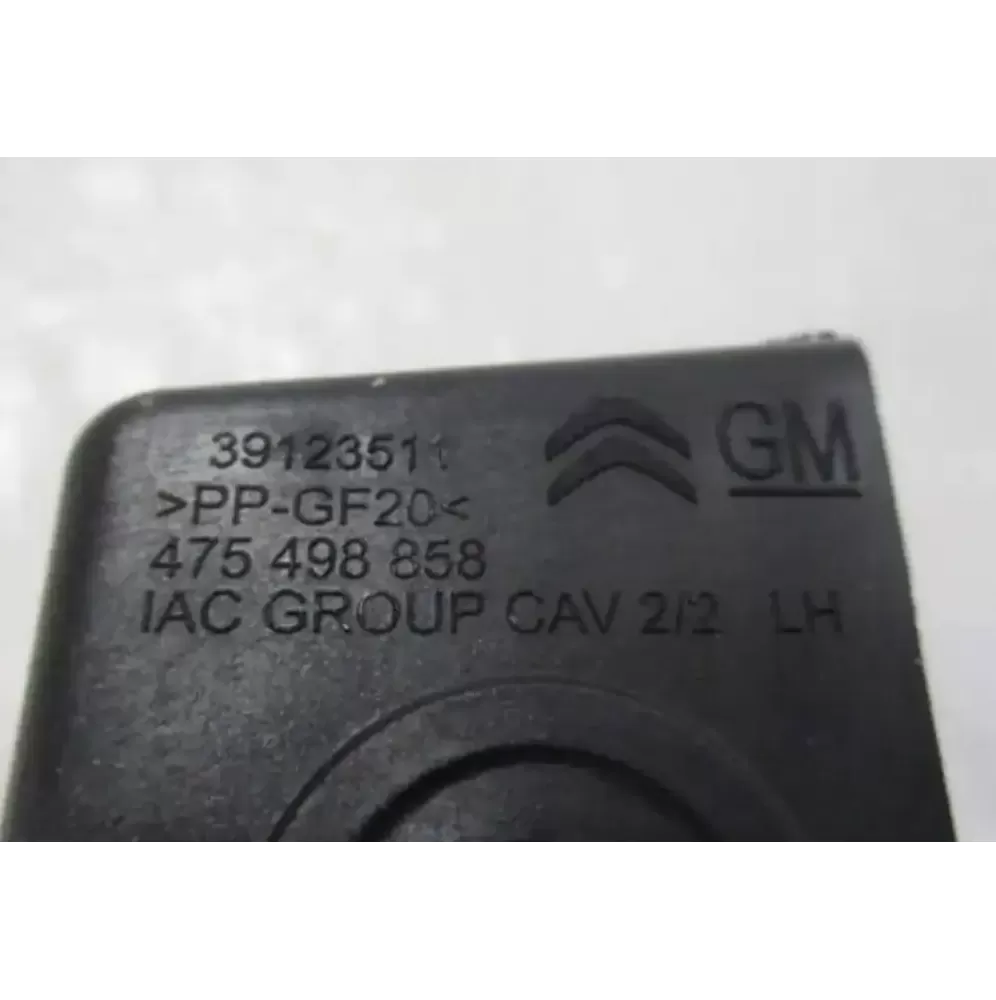 39123511
>PP-GF20<
475 498 858
IAC GROUP CAV 2/2 LH
GM